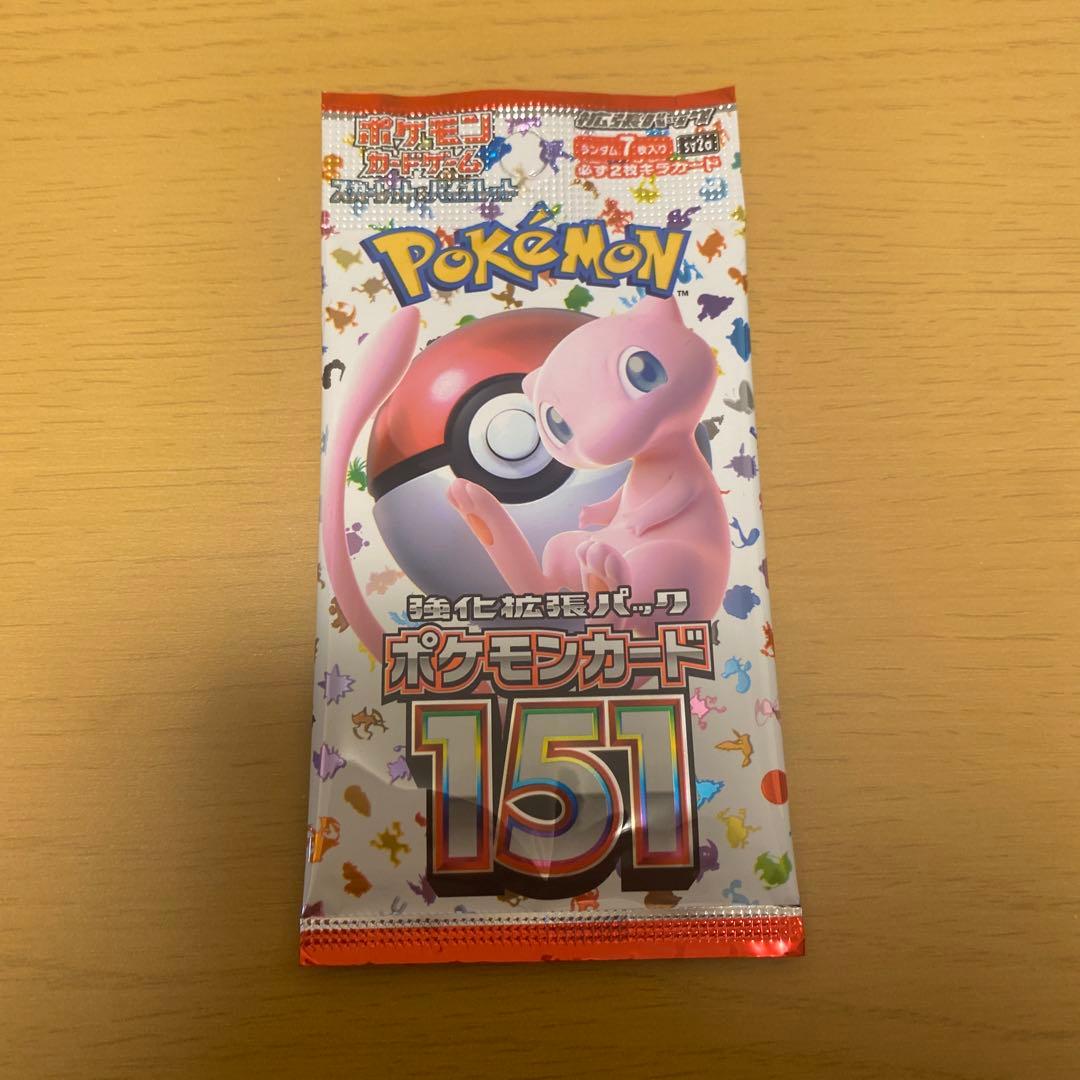 ポケモン
カードゲーム
スカーレット&バイオレット
拡張パック
ランダム7枚入り
sv2a
必ず2枚キラカード
POKéMON
™
強化拡張パック
ポケモンカード
151